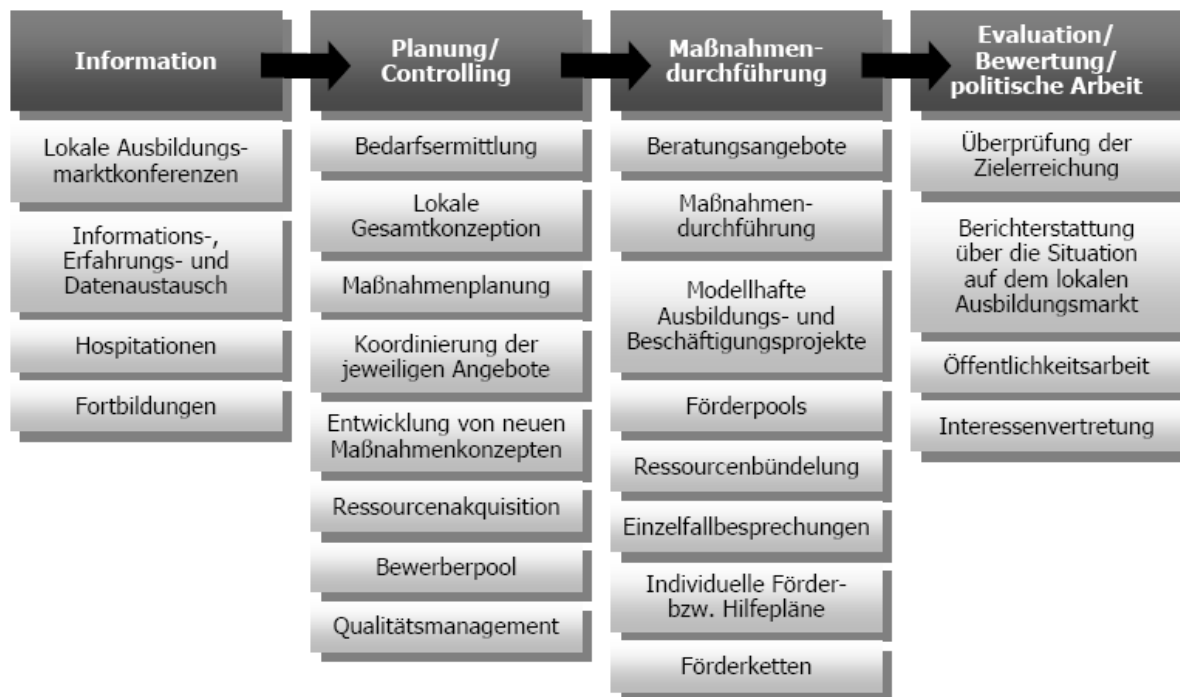 Information
Lokale Ausbildungs-
marktkonferenzen
Informations-,
Erfahrungs- und
Datenaustausch
Hospitationen
Fortbildungen
Planung/
Controlling
Bedarfsermittlung
Lokale
Gesamtkonzeption
Maßnahmenplanung
Koordinierung der
jeweiligen Angebote
Entwicklung von neuen
Maßnahmenkonzepten
Ressourcenakquisition
Bewerberpool
Qualitätsmanagement
Maßnahmen-
durchführung
Beratungsangebote
Maßnahmen-
durchführung
Modellhafte
Ausbildungs- und
Beschäftigungsprojekte
Förderpools
Ressourcenbündelung
Einzelfallbesprechungen
Individuelle Förder-
bzw. Hilfepläne
Förderketten
Evaluation/
Bewertung/
politische Arbeit
Überprüfung der
Zielerreichung
Berichterstattung
über die Situation
auf dem lokalen
Ausbildungsmarkt
Öffentlichkeitsarbeit
Interessenvertretung